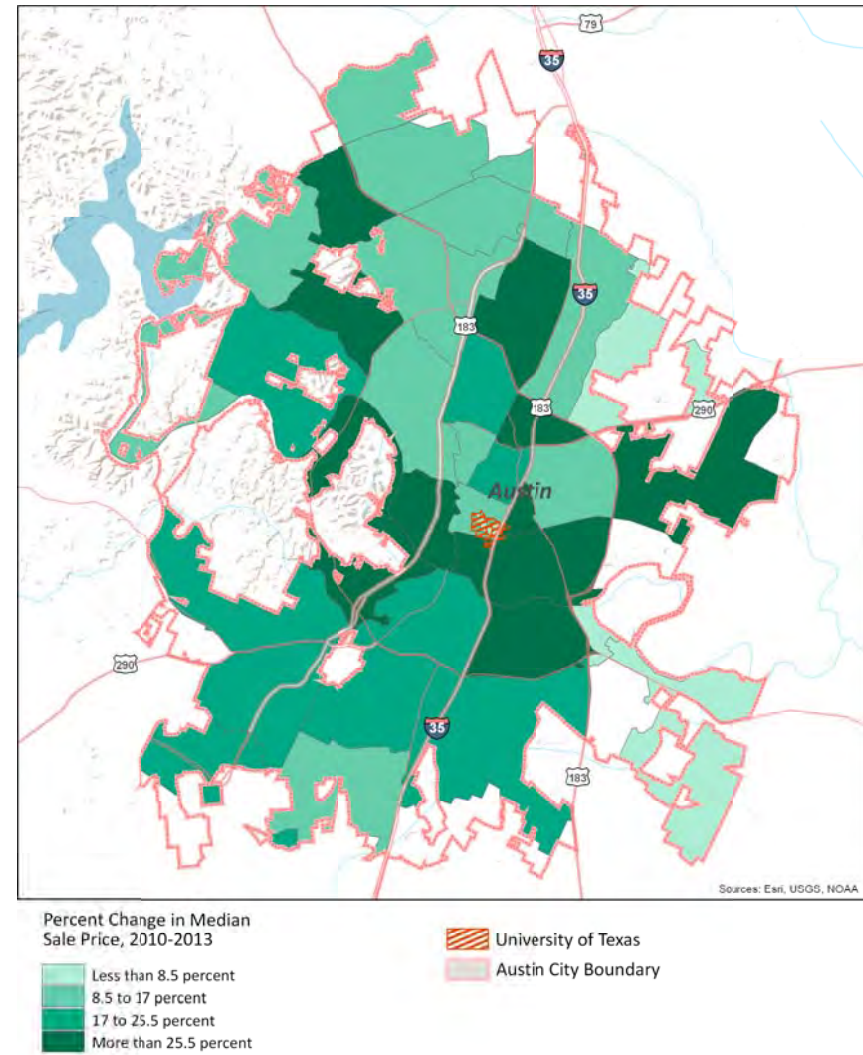 79
35
35
183
183
290
Austin
290
35
183
Sources: Esri, USGS, NOAA
Percent Change in Median
Sale Price, 2010-2013
Less than 8.5 percent
8.5 to 17 percent
17 to 25.5 percent
More than 25.5 percent
University of Texas
Austin City Boundary